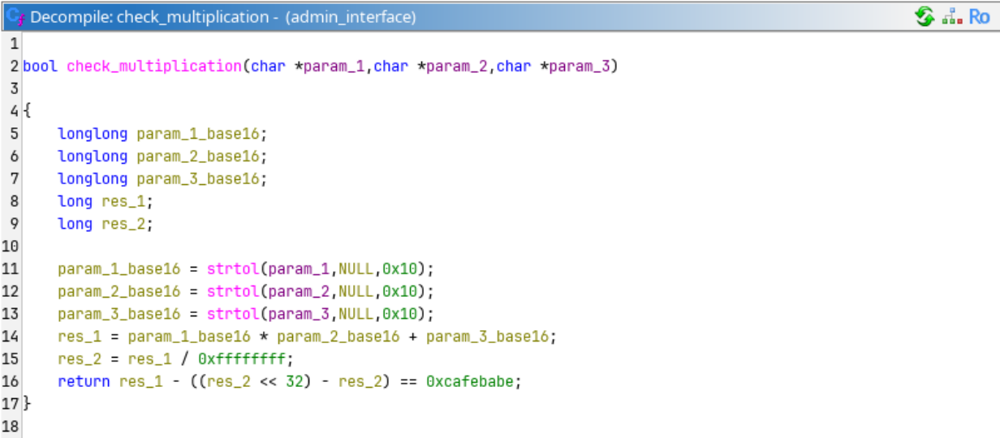 Cf Decompile: check_multiplication - (admin_interface) Ro
1
2 bool check_multiplication(char *param_1,char *param_2,char *param_3)
3
4 {
5     longlong param_1_base16;
6     longlong param_2_base16;
7     longlong param_3_base16;
8     long res_1;
9     long res_2;
10
11     param_1_base16 = strtol(param_1,NULL,0x10);
12     param_2_base16 = strtol(param_2,NULL,0x10);
13     param_3_base16 = strtol(param_3,NULL,0x10);
14     res_1 = param_1_base16 * param_2_base16 + param_3_base16;
15     res_2 = res_1 / 0xffffffff;
16     return res_1 - ((res_2 << 32) - res_2) == 0xcafebabe;
17 }
18